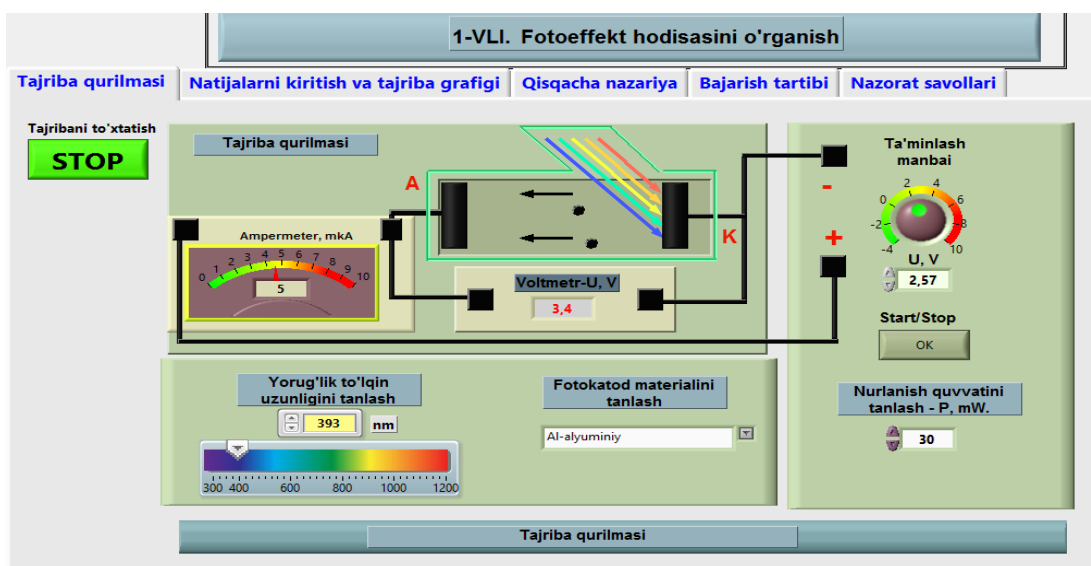 1-VLI. Fotoeffekt hodisasini o'rganish
Tajriba qurilmasi
Natijalarni kiritish va tajriba grafigi
Qisqacha nazariya
Bajarish tartibi
Nazorat savollari
Tajribani to'xtatish
STOP
Tajriba qurilmasi
A
K
Ampermeter, mkA
0 1 2 3 4 5 6 7 8 9 10
5
Voltmetr-U, V
3,4
-
+
Ta'minlash
manbai
-4 -2 0 2 4 6 8 10
U, V
2,57
Start/Stop
OK
Yorug'lik to'lqin
uzunligini tanlash
393 nm
300 400 600 800 1000 1200
Fotokatod materialini
tanlash
Al-alyuminiy
Nurlanish quvvatini
tanlash - P, mW.
30
Tajriba qurilmasi